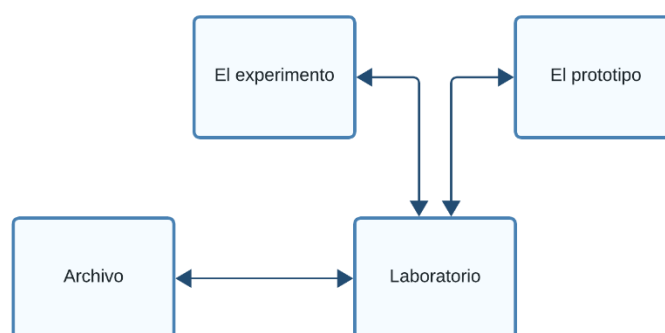 El experimento
El prototipo
Archivo
Laboratorio